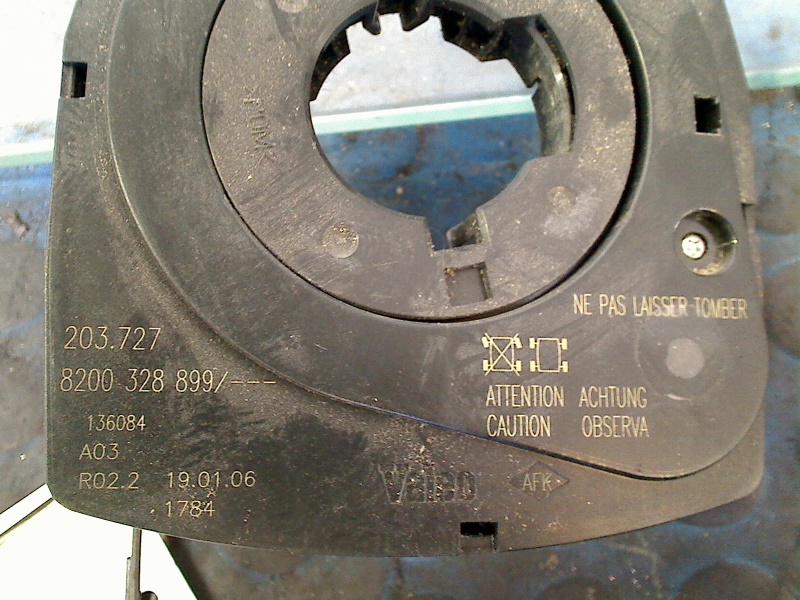 >POM<
NE PAS LAISSER TOMBER
203.727
8200 328 899/---
ATTENTION ACHTUNG
CAUTION OBSERVA
136084
A03
R02.2 19.01.06
1784
Valeo
AFK